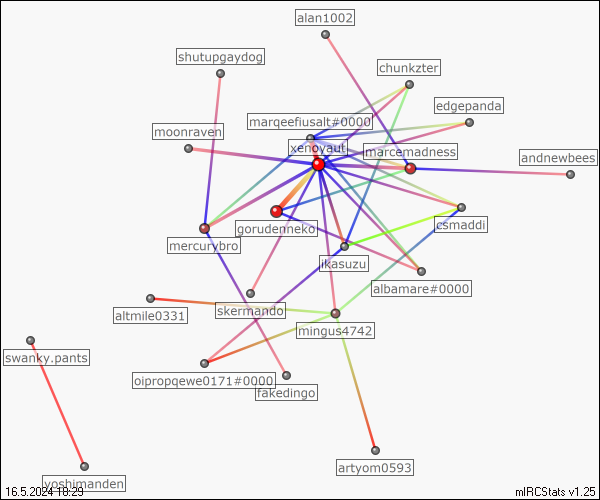 alan1002
shutupgaydog
chunkzter
edgepanda
marqeefiusalt#0000
moonraven
xenoyaut
marcemadness
andnewbees
csmaddi
gorudenneko
mercurybro
ikasuzu
albamare#0000
skermando
altmile0331
mingus4742
swanky.pants
oipropqewe0171#0000
fakedingo
artyom0593
yoshimanden
16.5.2024 18:29
mIRCStats v1.25